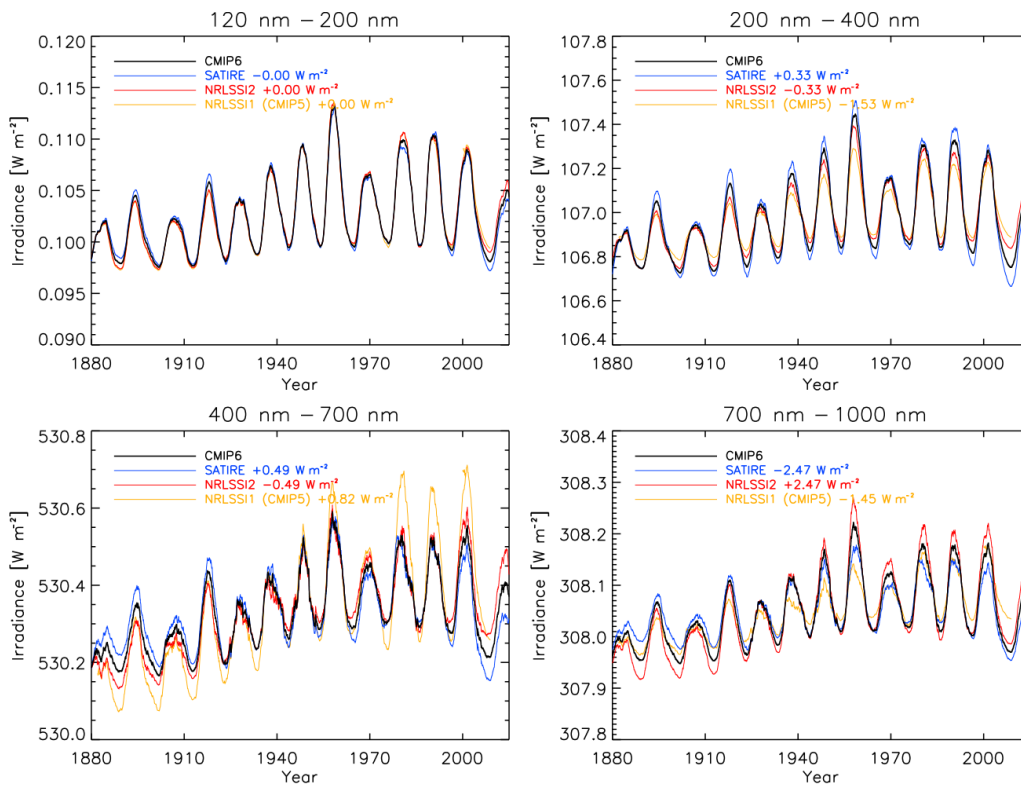 120 nm – 200 nm
0.120
0.115
0.110
0.105
0.100
0.095
0.090
Irradiance [W m⁻²]
CMIP6
SATIRE −0.00 W m⁻²
NRLSSI2 +0.00 W m⁻²
NRLSSI1 (CMIP5) +0.00 W m⁻²
1880 1910 1940 1970 2000
Year
200 nm – 400 nm
107.8
107.6
107.4
107.2
107.0
106.8
106.6
106.4
Irradiance [W m⁻²]
CMIP6
SATIRE +0.33 W m⁻²
NRLSSI2 −0.33 W m⁻²
NRLSSI1 (CMIP5) −1.53 W m⁻²
1880 1910 1940 1970 2000
Year
400 nm – 700 nm
530.8
530.6
530.4
530.2
530.0
Irradiance [W m⁻²]
CMIP6
SATIRE +0.49 W m⁻²
NRLSSI2 −0.49 W m⁻²
NRLSSI1 (CMIP5) +0.82 W m⁻²
1880 1910 1940 1970 2000
Year
700 nm – 1000 nm
308.4
308.3
308.2
308.1
308.0
307.9
307.8
Irradiance [W m⁻²]
CMIP6
SATIRE −2.47 W m⁻²
NRLSSI2 +2.47 W m⁻²
NRLSSI1 (CMIP5) .45 W m⁻²
1880 1910 1940 1970 2000
Year